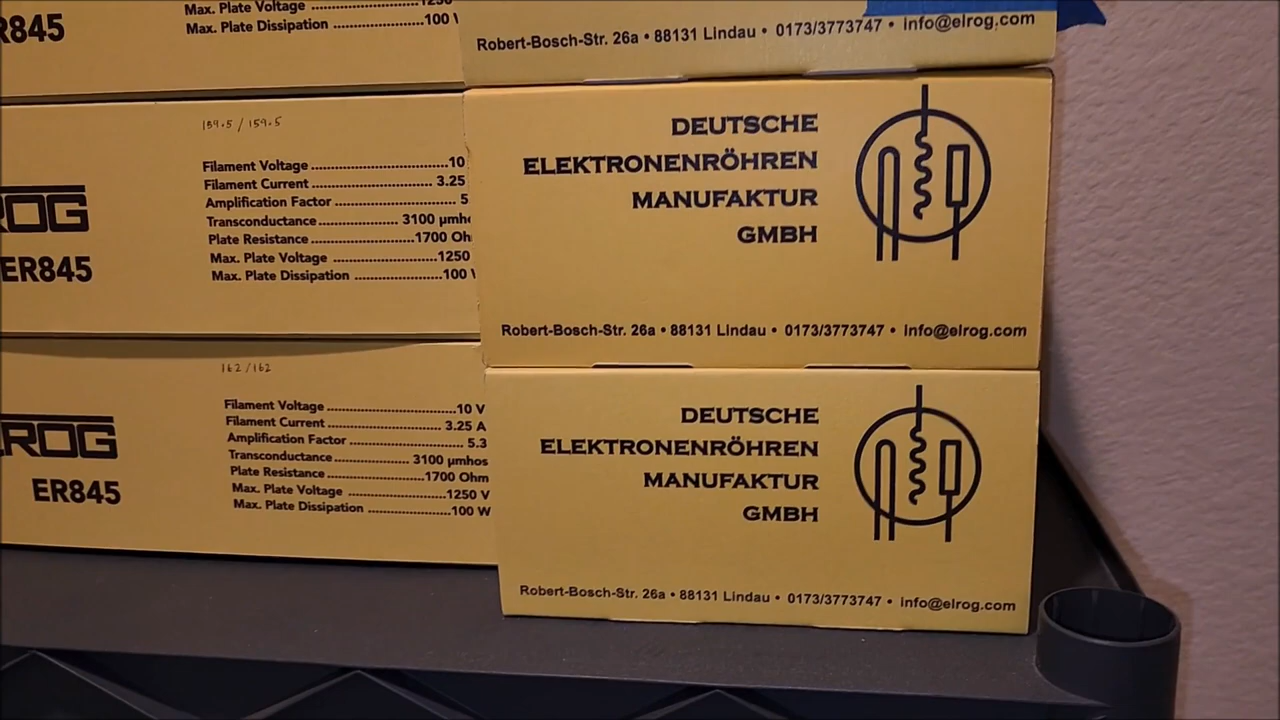 R845
Max. Plate Voltage ........ 1250
Max. Plate Dissipation ........ 100
Robert-Bosch-Str. 26a • 88131 Lindau • 0173/3773747 • info@elrog.com
159.5 / 159.5
ROG
ER845
Filament Voltage ........ 10
Filament Current ........ 3.25
Amplification Factor ........ 5
Transconductance ........ 3100 µmh
Plate Resistance ........ 1700 Oh
Max. Plate Voltage ........ 1250
Max. Plate Dissipation ........ 100
DEUTSCHE
ELEKTRONENRÖHREN
MANUFAKTUR
GMBH
Robert-Bosch-Str. 26a • 88131 Lindau • 0173/3773747 • info@elrog.com
162/162
ROG
ER845
Filament Voltage ........ 10 V
Filament Current ........ 3.25 A
Amplification Factor ........ 5.3
Transconductance ........ 3100 µmhos
Plate Resistance ........ 1700 Ohm
Max. Plate Voltage ........ 1250 V
Max. Plate Dissipation ........ 100 W
DEUTSCHE
ELEKTRONENRÖHREN
MANUFAKTUR
GMBH
Robert-Bosch-Str. 26a • 88131 Lindau • 0173/3773747 • info@elrog.com